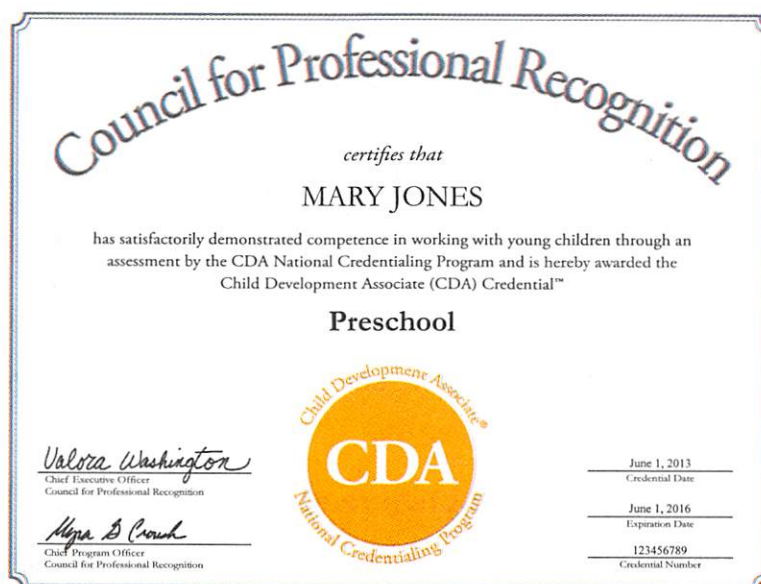 Council for Professional Recognition
certifies that
MARY JONES
has satisfactorily demonstrated competence in working with young children through an
assessment by the CDA National Credentialing Program and is hereby awarded the
Child Development Associate (CDA) Credential™
Preschool
Child Development Associate®
CDA
National Credentialing Program
Valora Washington
Chief Executive Officer
Council for Professional Recognition
Chief Program Officer
Council for Professional Recognition
June 1, 2013
Credential Date
June 1, 2016
Expiration Date
123456789
Credential Number